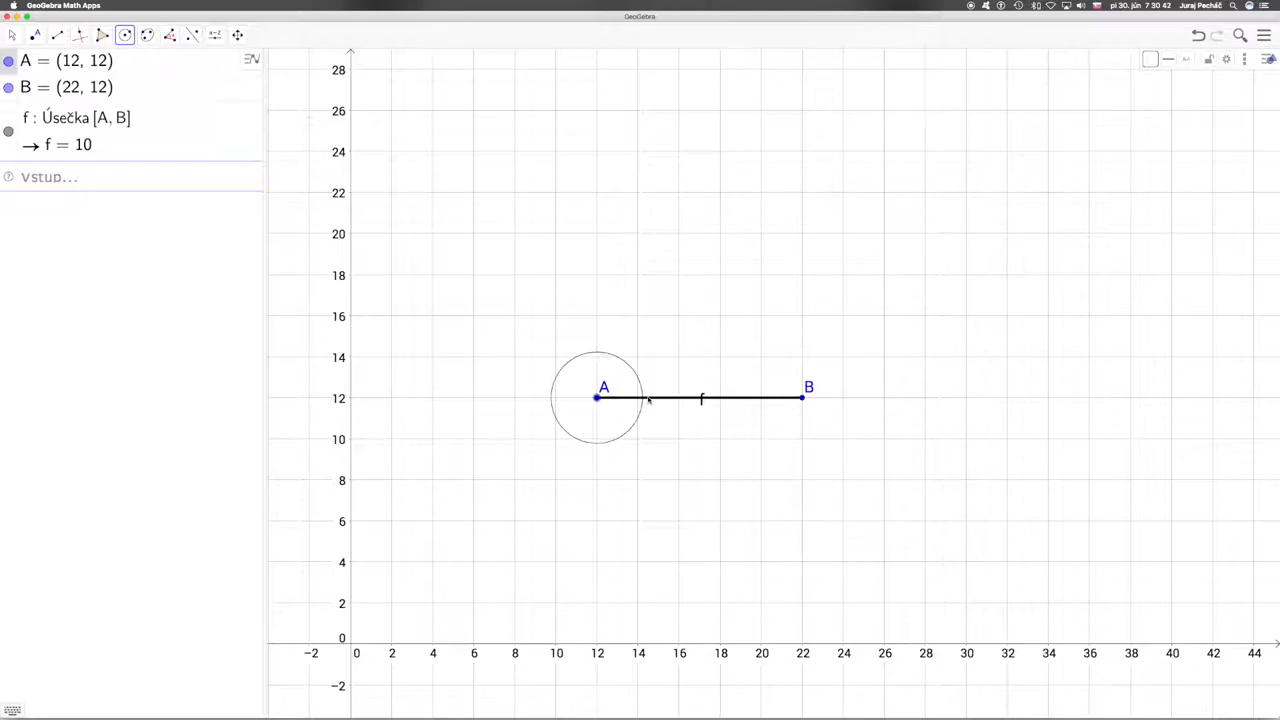 GeoGebra Math Apps
pi 30. jún 7 30 42 Juraj Pecháč
GeoGebra
a=2
A = (12, 12)
B = (22, 12)
f : Úsečka [A, B]
→ f = 10
Vstup...
28
26
24
22
20
18
16
14
A B
12
f
10
8
6
4
2
0
−2 0 2 4 6 8 10 12 14 16 18 20 22 24 26 28 30 32 34 36 38 40 42 44
−2